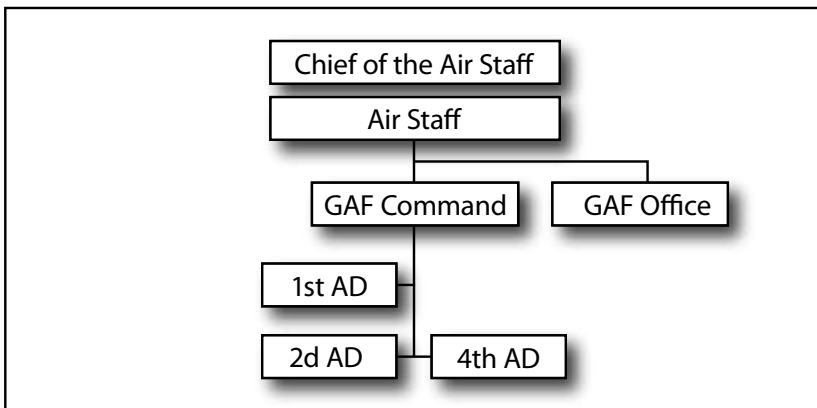 Chief of the Air Staff
Air Staff
GAF Command
GAF Office
1st AD
2d AD
4th AD